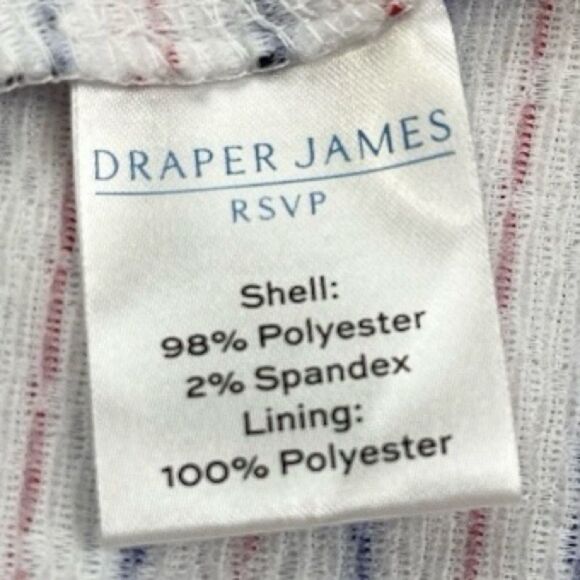 DRAPER JAMES
RSVP
Shell:
98% Polyester
2% Spandex
Lining:
100% Polyester